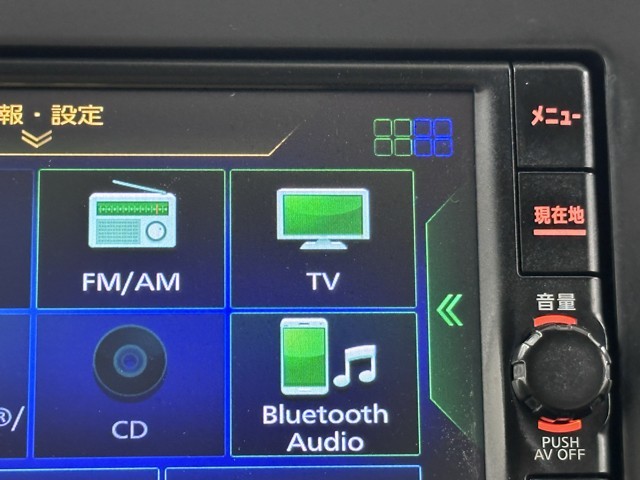 報・設定
メニュー
現在地
FM/AM
TV
音量
®/
CD
Bluetooth
Audio
PUSH
AV OFF